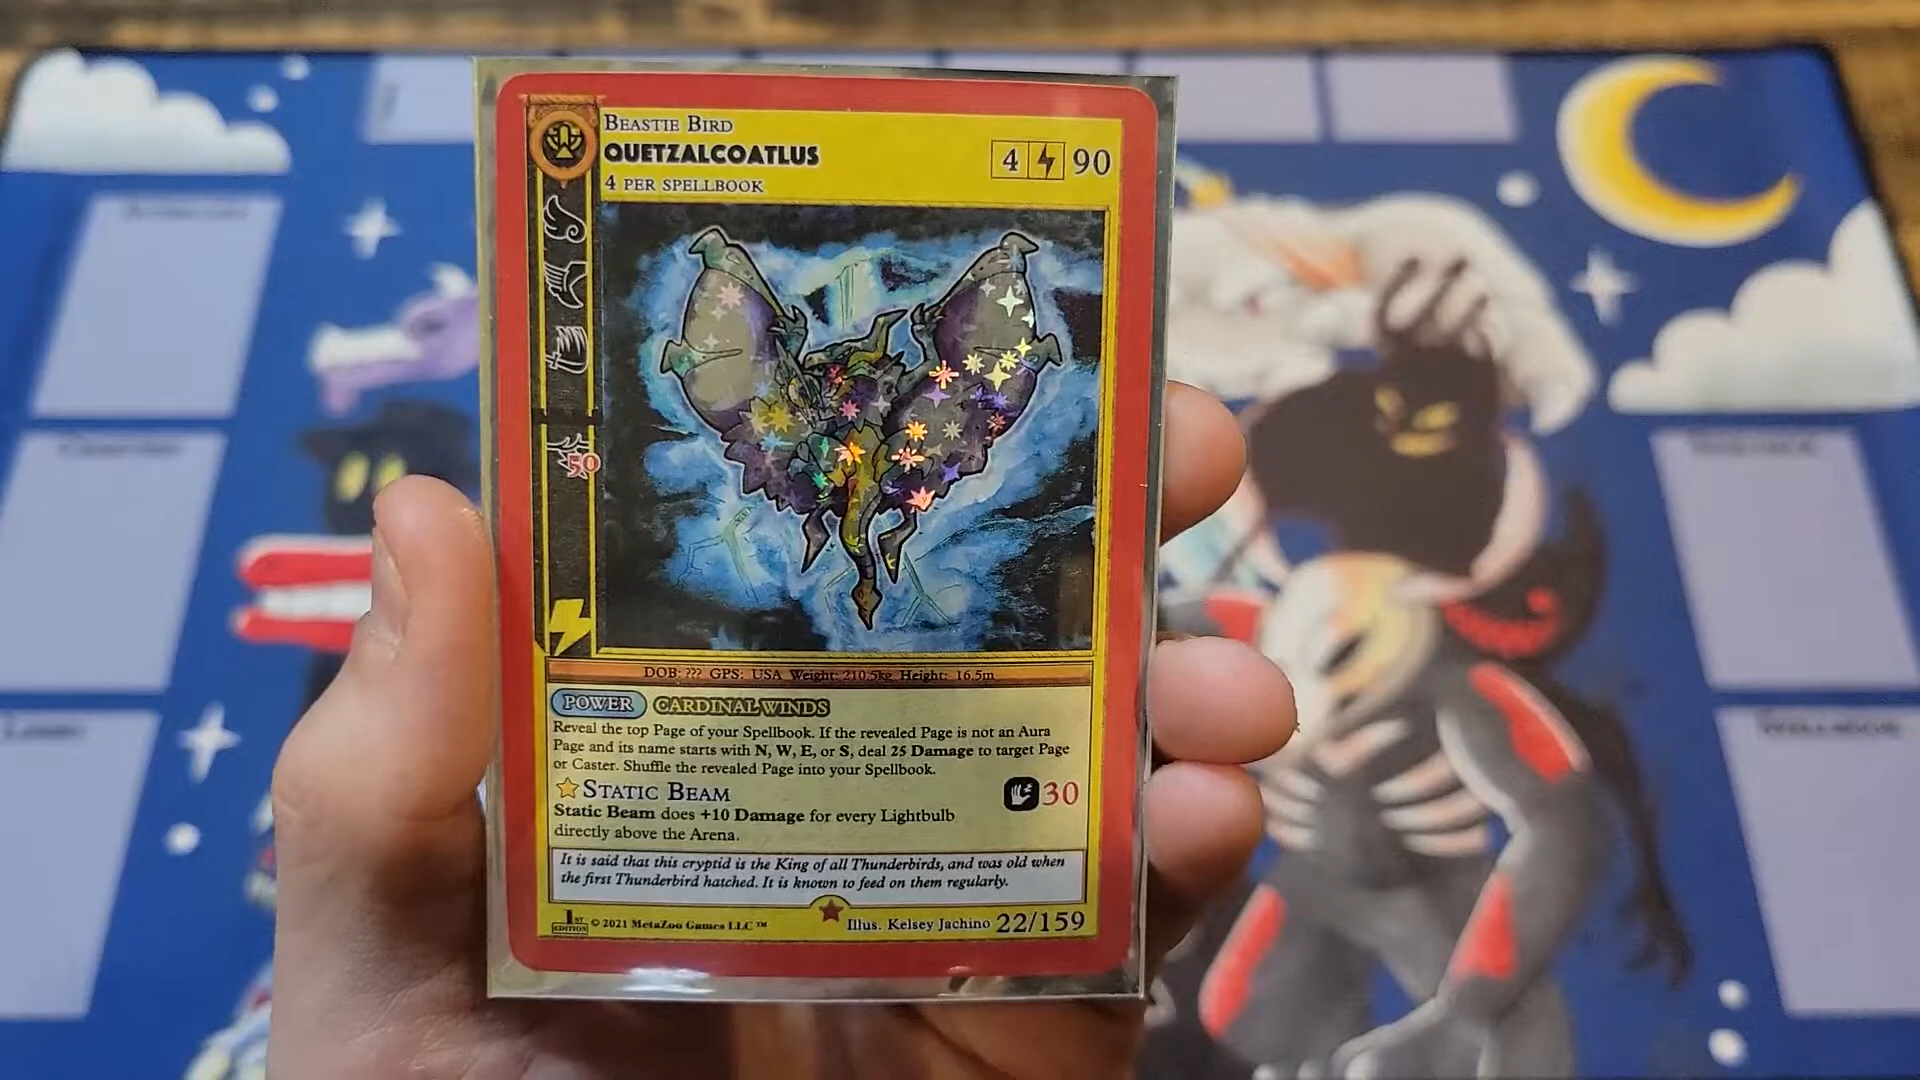 BEASTIE BIRD
QUETZALCOATLUS
4 PER SPELLBOOK
4 90
50
DOB: ??? GPS: USA Weight: 210.5kg Height: 16.5m
POWER CARDINAL WINDS
Reveal the top Page of your Spellbook. If the revealed Page is not an Aura
Page and its name starts with N, W, E, or S, deal 25 Damage to target Page
or Caster. Shuffle the revealed Page into your Spellbook.
STATIC BEAM 30
Static Beam does +10 Damage for every Lightbulb
directly above the Arena.
It is said that this cryptid is the King of all Thunderbirds, and was old when
the first Thunderbird hatched. It is known to feed on them regularly.
1ST EDITION © 2021 MetaZoo Games LLC ™ Illus. Kelsey Jachino 22/159